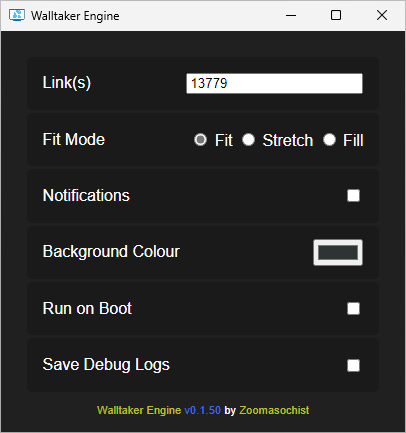 Walltaker Engine
Link(s) 13779
Fit Mode Fit Stretch Fill
Notifications
Background Colour
Run on Boot
Save Debug Logs
Walltaker Engine v0.1.50 by Zoomasochist